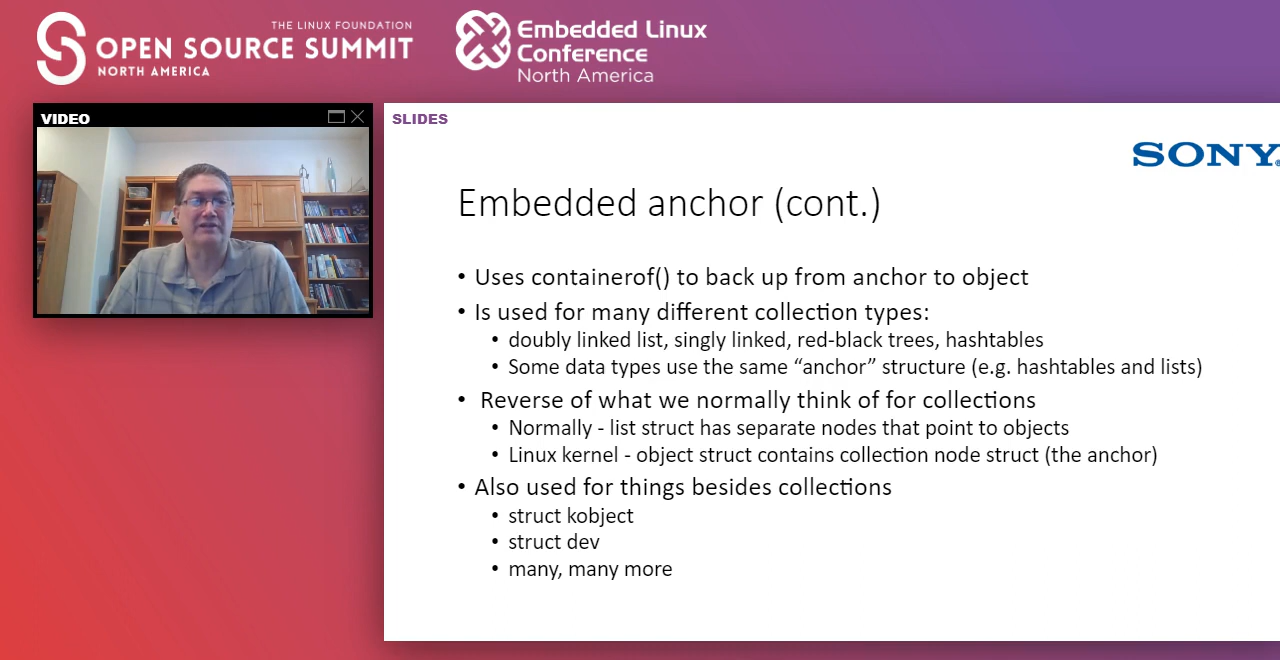 THE LINUX FOUNDATION
OPEN SOURCE SUMMIT
NORTH AMERICA
Embedded Linux
Conference
North America
VIDEO
SLIDES
SONY
Embedded anchor (cont.)
• Uses containerof() to back up from anchor to object
• Is used for many different collection types:
• doubly linked list, singly linked, red-black trees, hashtables
• Some data types use the same “anchor” structure (e.g. hashtables and lists)
• Reverse of what we normally think of for collections
• Normally - list struct has separate nodes that point to objects
• Linux kernel - object struct contains collection node struct (the anchor)
• Also used for things besides collections
• struct kobject
• struct dev
• many, many more